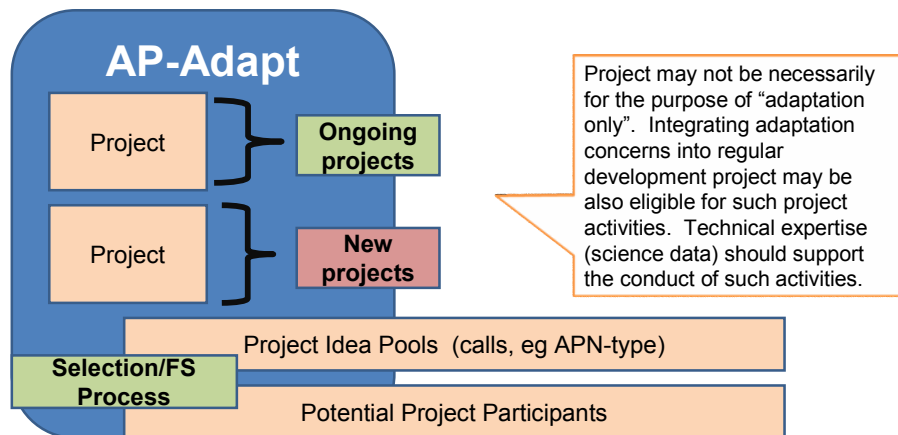 AP-Adapt
Project
Ongoing
projects
Project
New
projects
Project may not be necessarily
for the purpose of “adaptation
only”.  Integrating adaptation
concerns into regular
development project may be
also eligible for such project
activities.  Technical expertise
(science data) should support
the conduct of such activities.
Project Idea Pools  (calls, eg APN-type)
Selection/FS
Process
Potential Project Participants